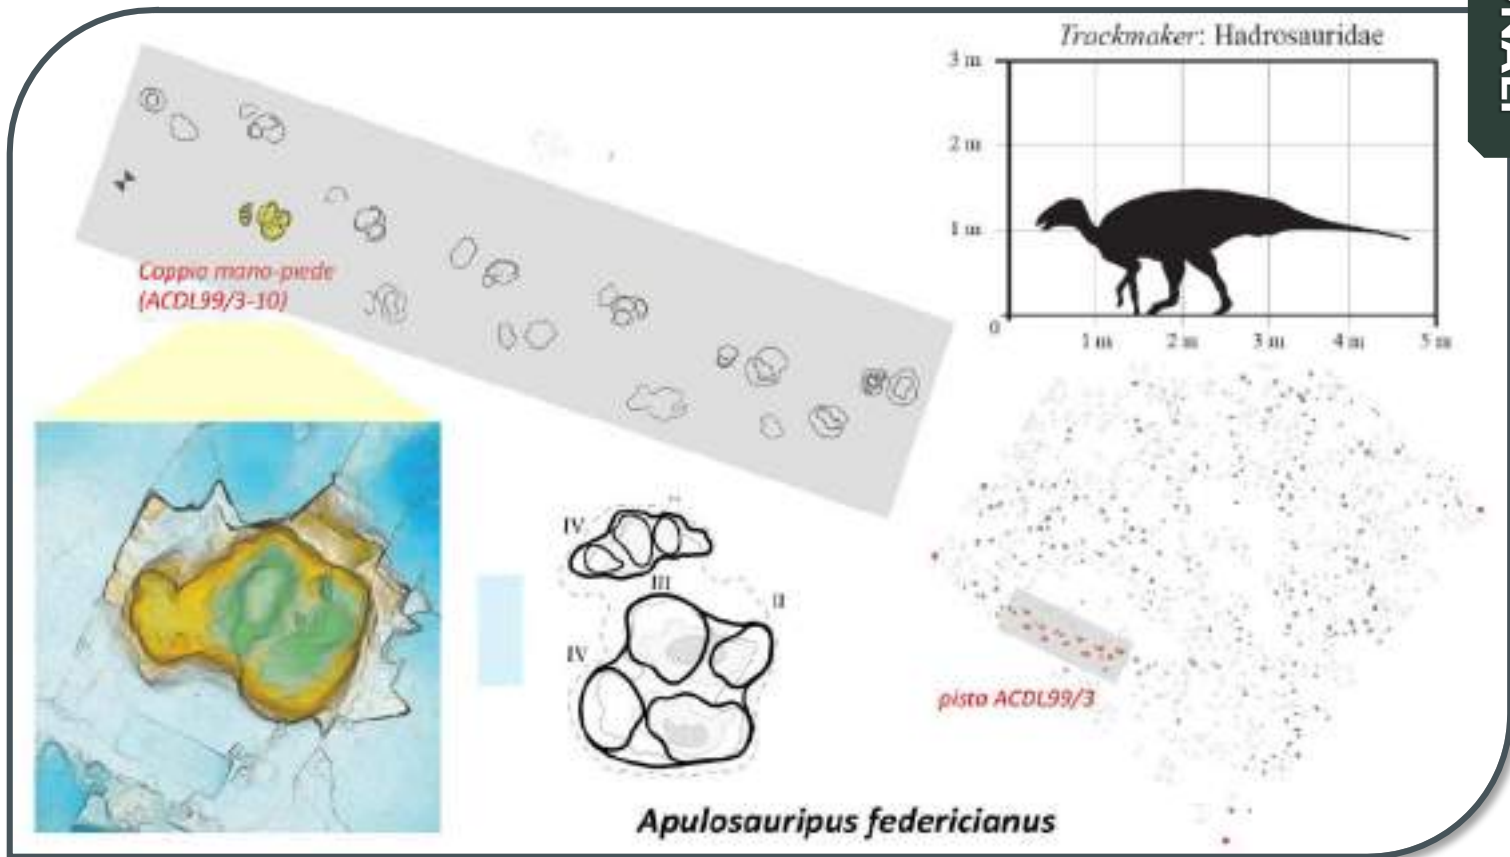 Trackmaker: Hadrosauridae
3 m
2 m
1 m
0
1 m
2 m
3 m
4 m
5 m
Coppia mano-piede
(ACDL99/3-10)
IV
III
II
IV
pista ACDL99/3
Apulosauripus federicianus